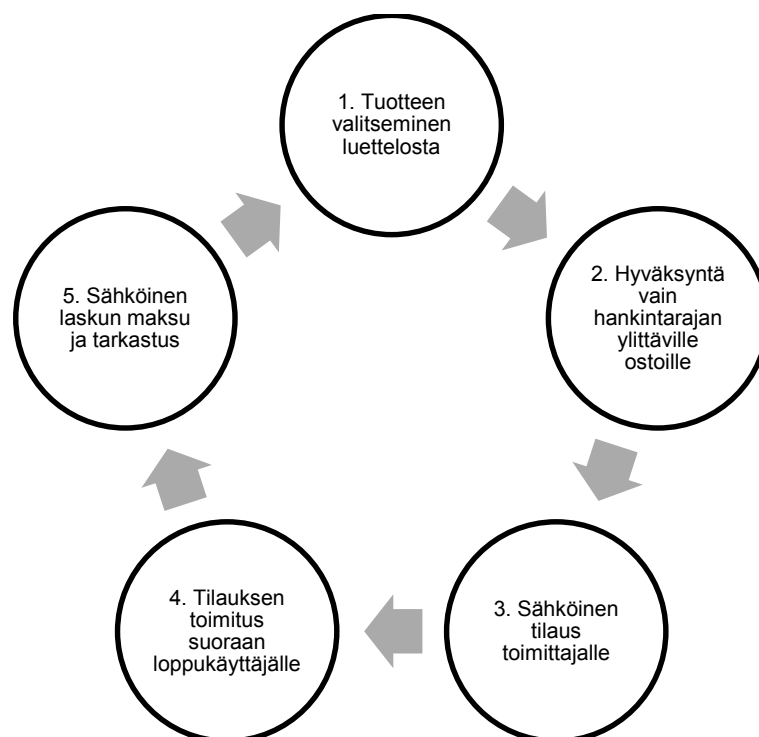 1. Tuotteen
valitseminen
luettelosta
2. Hyväksyntä
vain
hankintarajan
ylittäville
ostoille
3. Sähköinen
tilaus
toimittajalle
4. Tilauksen
toimitus
suoraan
loppukäyttäjälle
5. Sähköinen
laskun maksu
ja tarkastus